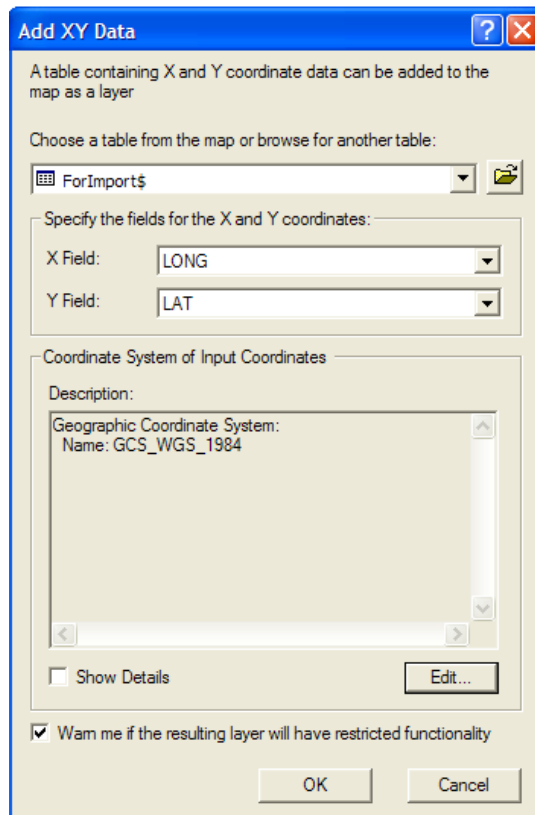 Add XY Data
?
A table containing X and Y coordinate data can be added to the
map as a layer
Choose a table from the map or browse for another table:
ForImport$
Specify the fields for the X and Y coordinates:
X Field:
LONG
Y Field:
LAT
Coordinate System of Input Coordinates
Description:
Geographic Coordinate System:
Name: GCS_WGS_1984
Show Details
Edit...
Warn me if the resulting layer will have restricted functionality
OK
Cancel